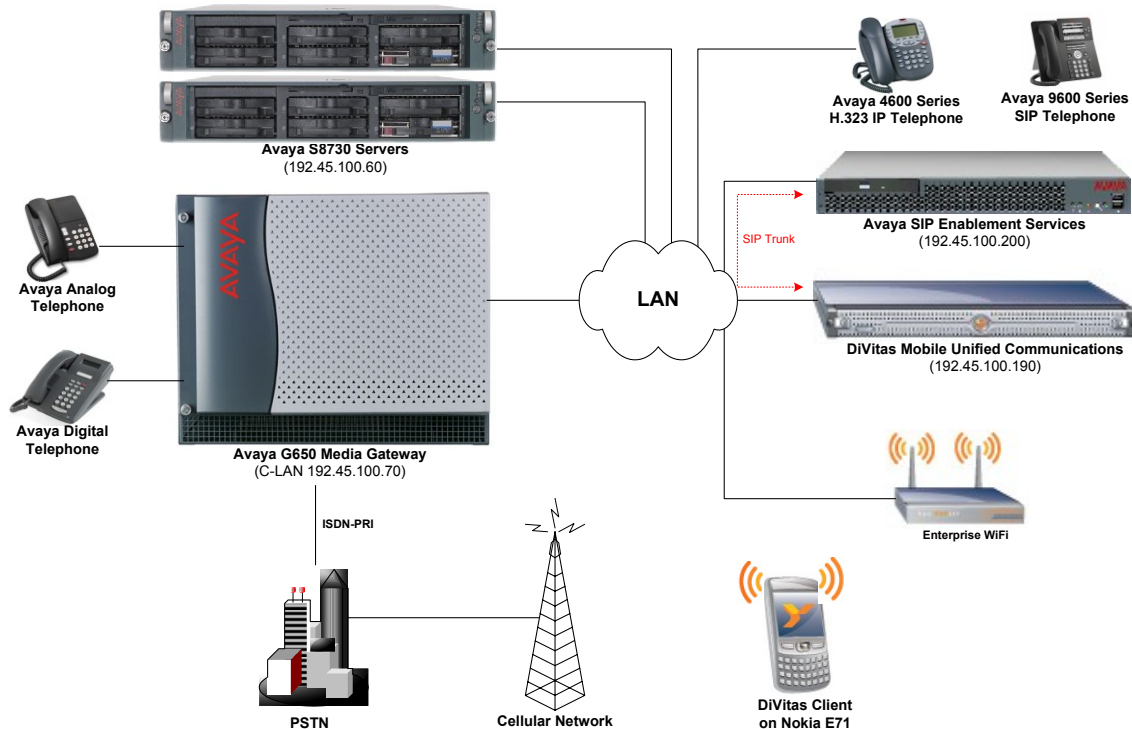 Avaya S8730 Servers
(192.45.100.60)
Avaya 4600 Series
H.323 IP Telephone
Avaya 9600 Series
SIP Telephone
AVAYA
Avaya SIP Enablement Services
(192.45.100.200)
SIP Trunk
Avaya Analog
Telephone
AVAYA
LAN
DiVitas Mobile Unified Communications
(192.45.100.190)
Avaya Digital
Telephone
Avaya G650 Media Gateway
(C-LAN 192.45.100.70)
ISDN-PRI
Enterprise WiFi
PSTN
Cellular Network
DiVitas Client
on Nokia E71